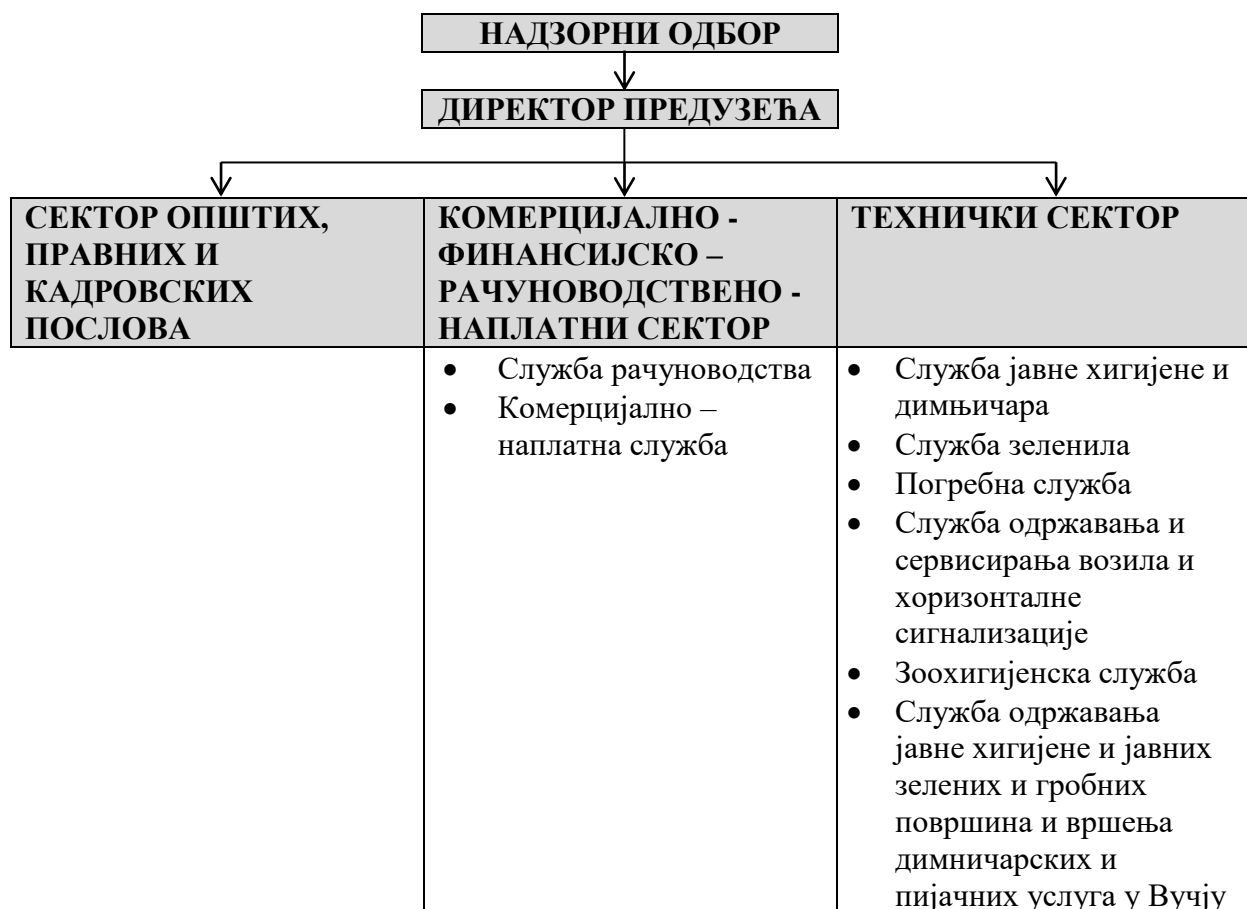 НАДЗОРНИ ОДБОР
ДИРЕКТОР ПРЕДУЗЕЋА
СЕКТОР ОПШТИХ,
ПРАВНИХ И
КАДРОВСКИХ
ПОСЛОВА
КОМЕРЦИЈАЛНО -
ФИНАНСИЈСКО –
РАЧУНОВОДСТВЕНО -
НАПЛАТНИ СЕКТОР
ТЕХНИЧКИ СЕКТОР
• Служба рачуноводства
• Комерцијално –
наплатна служба
• Служба јавне хигијене и
димњичара
• Служба зеленила
• Погребна служба
• Служба одржавања и
сервисирања возила и
хоризонталне
сигнализације
• Зоохигијенска служба
• Служба одржавања
јавне хигијене и јавних
зелених и гробних
површина и вршења
димничарских и
пијачних услуга у Вучју